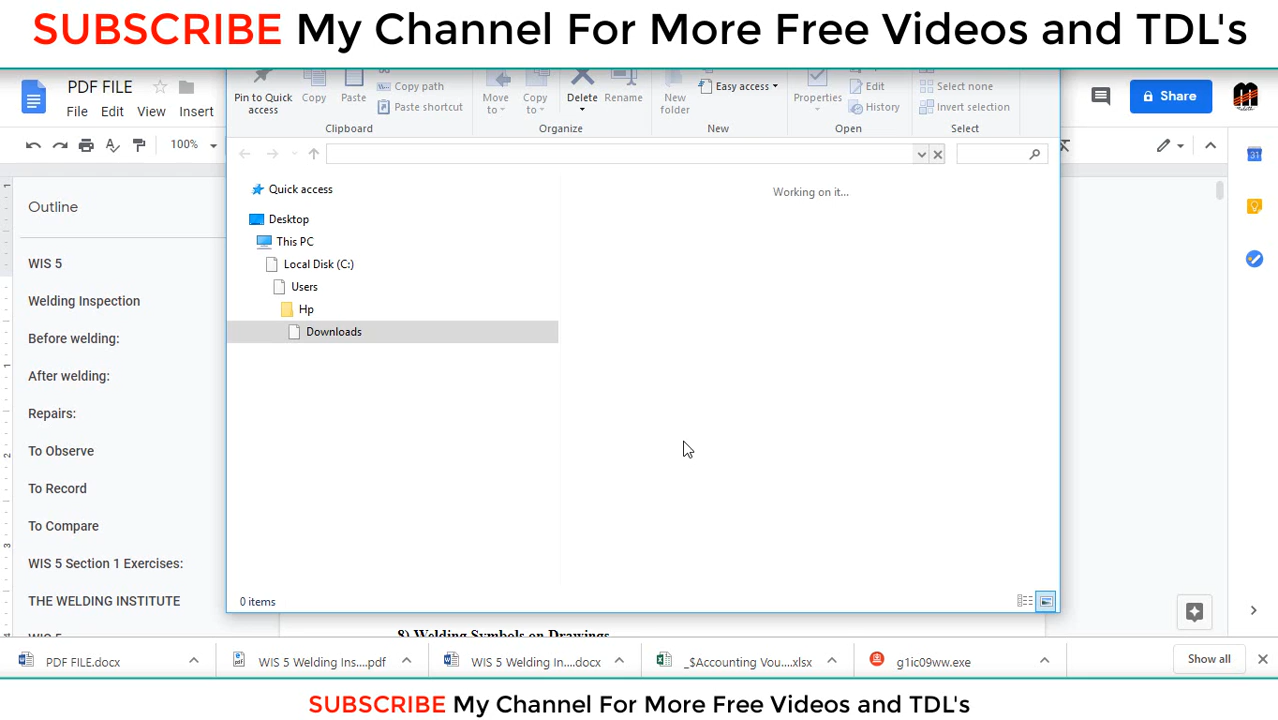 SUBSCRIBE My Channel For More Free Videos and TDL's
PDF FILE
File Edit View Insert
100%
Share
Pin to Quick access
Copy
Paste
Copy path
Paste shortcut
Clipboard
Move to
Copy to
Delete
Rename
Organize
New folder
Easy access
New
Properties
Edit
History
Open
Select none
Invert selection
Select
Quick access
Desktop
This PC
Local Disk (C:)
Users
Hp
Downloads
Working on it...
0 items
Outline
WIS 5
Welding Inspection
Before welding:
After welding:
Repairs:
To Observe
To Record
To Compare
WIS 5 Section 1 Exercises:
THE WELDING INSTITUTE
WIS 5
8) Welding Symbols on Drawings
31
PDF FILE.docx
WIS 5 Welding Ins....pdf
WIS 5 Welding In....docx
_$Accounting Vou....xlsx
g1ic09ww.exe
Show all
SUBSCRIBE My Channel For More Free Videos and TDL's